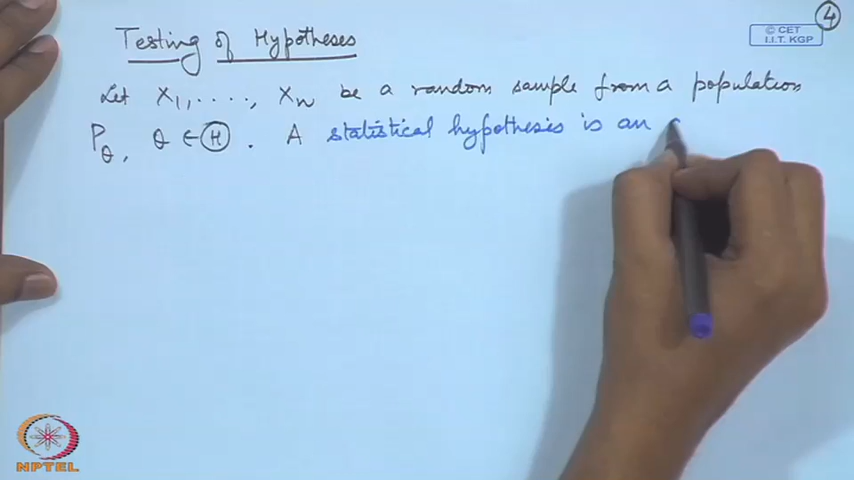 4
© CET
I.I.T. KGP
Testing of Hypotheses
Let X₁, ...., Xₙ be a random sample from a population
P_θ, θ ∈ Ⓗ. A statistical hypothesis is an
NPTEL